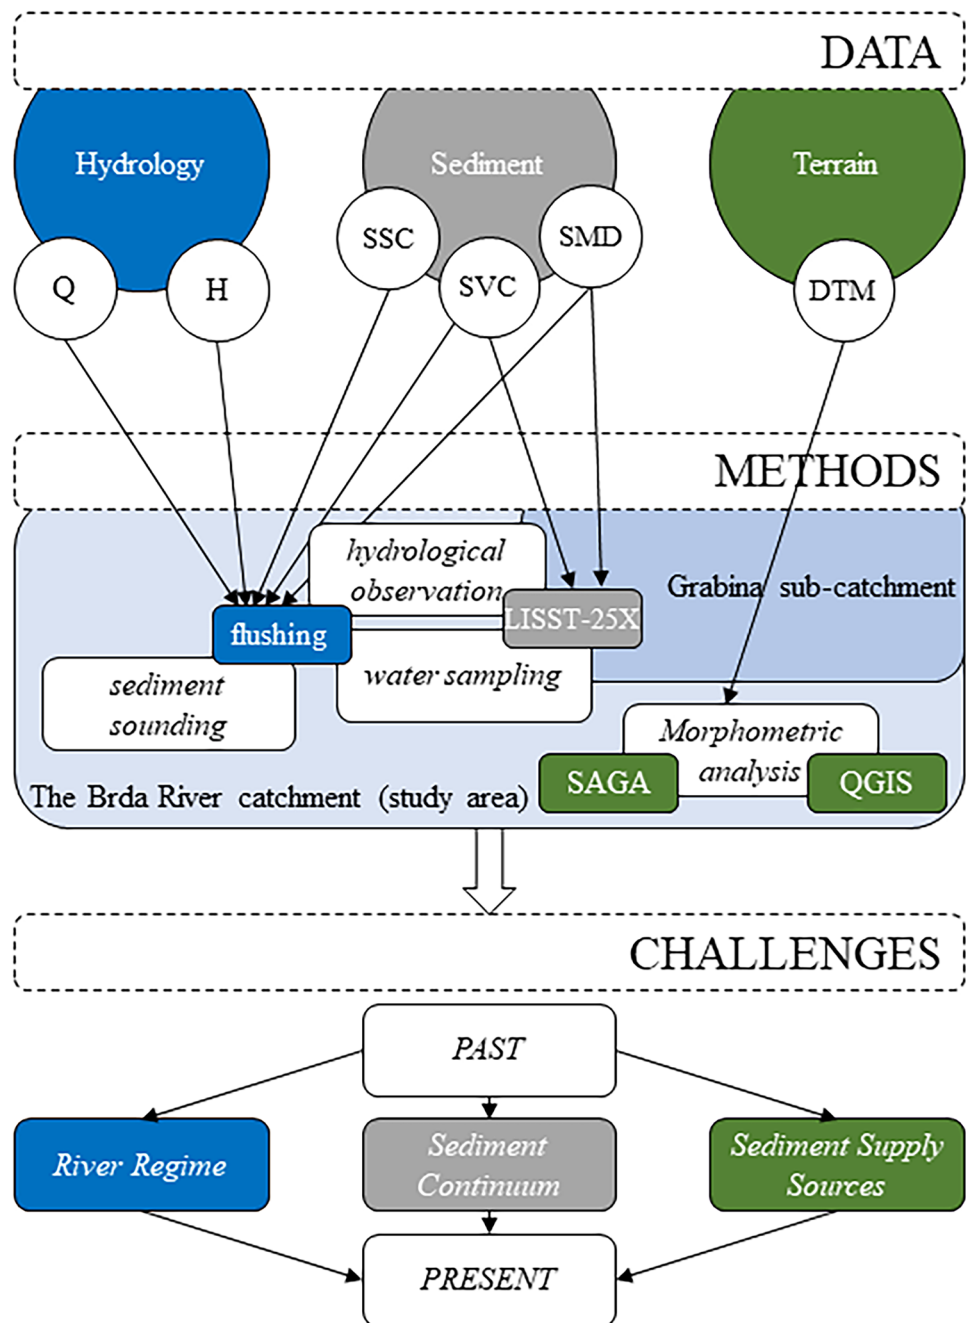 DATA
Hydrology
Sediment
Terrain
SSC
SMD
Q
H
SVC
DTM
METHODS
hydrological
observation
Grabina sub-catchment
LISST-25X
flushing
water sampling
sediment
sounding
Morphometric
analysis
SAGA
QGIS
The Brda River catchment (study area)
CHALLENGES
PAST
River Regime
Sediment
Continuum
Sediment Supply
Sources
PRESENT